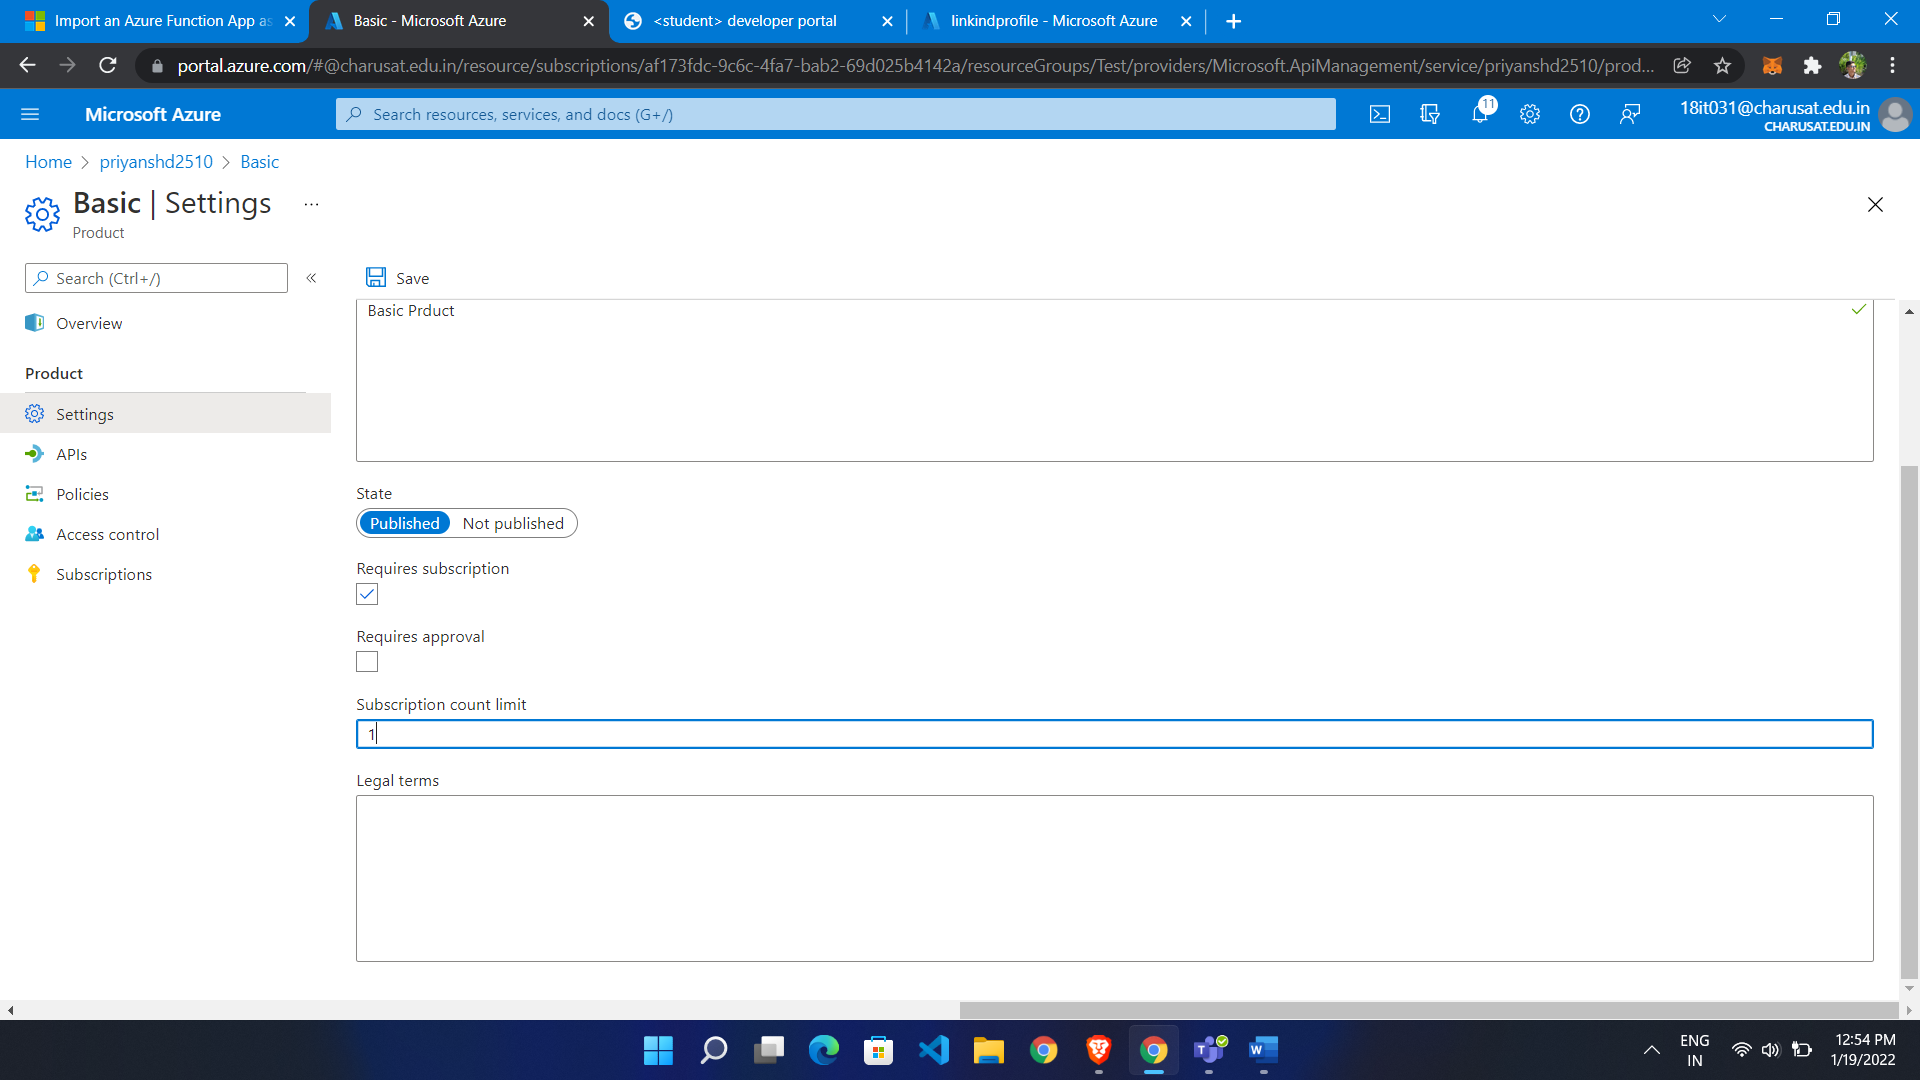 Import an Azure Function App as
Basic - Microsoft Azure
<student> developer portal
linkindprofile - Microsoft Azure
portal.azure.com/#@charusat.edu.in/resource/subscriptions/af173fdc-9c6c-4fa7-bab2-69d025b4142a/resourceGroups/Test/providers/Microsoft.ApiManagement/service/priyanshd2510/prod...
Microsoft Azure
Search resources, services, and docs (G+/)
11
18it031@charusat.edu.in
CHARUSAT.EDU.IN
Home > priyanshd2510 > Basic
Basic | Settings ...
Product
Search (Ctrl+/) «
Save
Overview
Product
Settings
APIs
Policies
Access control
Subscriptions
Basic Prduct
State
Published Not published
Requires subscription
Requires approval
Subscription count limit
1
Legal terms
ENG
IN
12:54 PM
1/19/2022